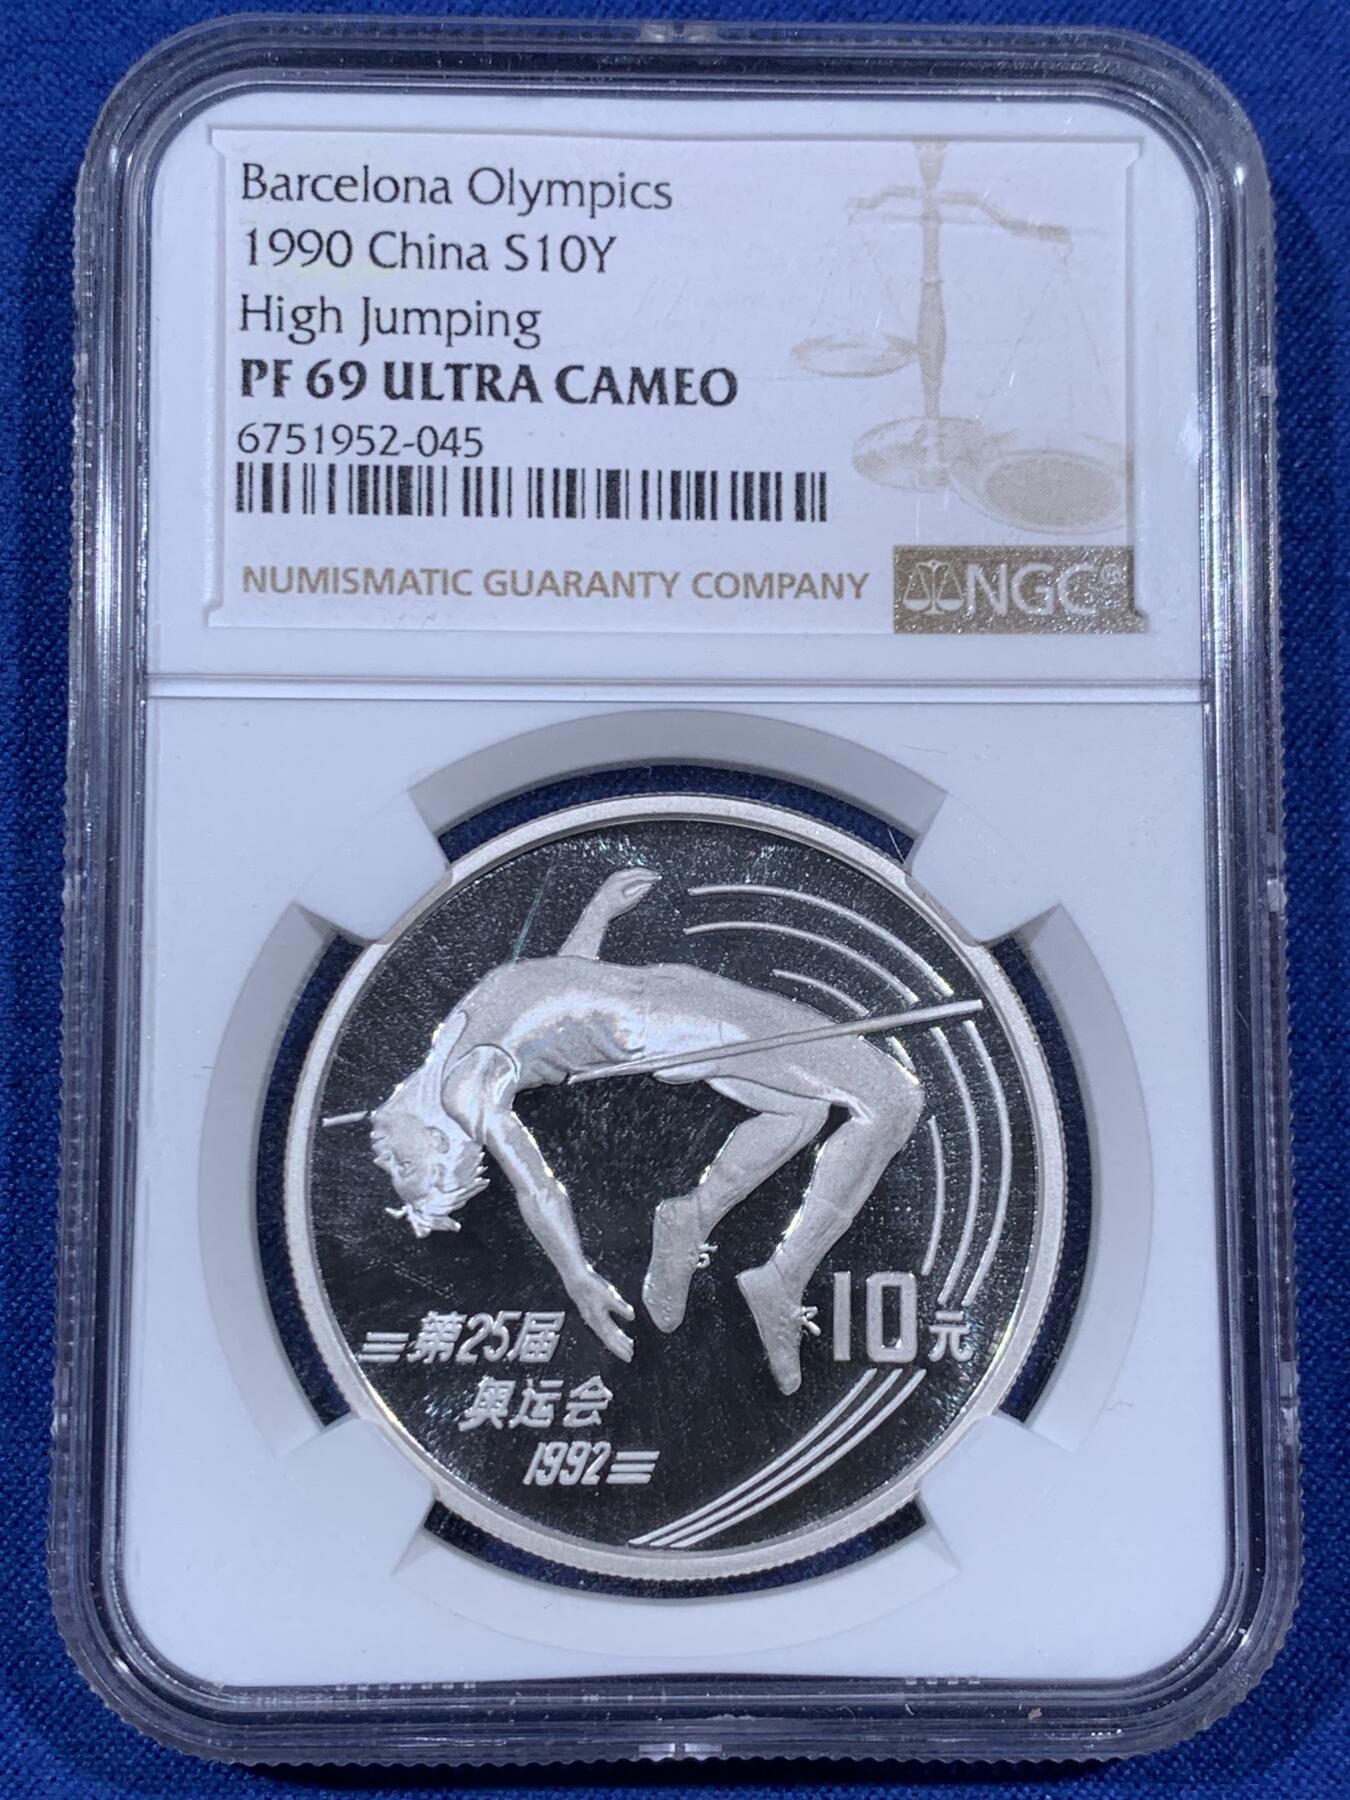 Barcelona Olympics
1990 China S10Y
High Jumping
PF 69 ULTRA CAMEO
6751952-045
NUMISMATIC GUARANTY COMPANY
NGC®
10元
第25届
奥运会
1992